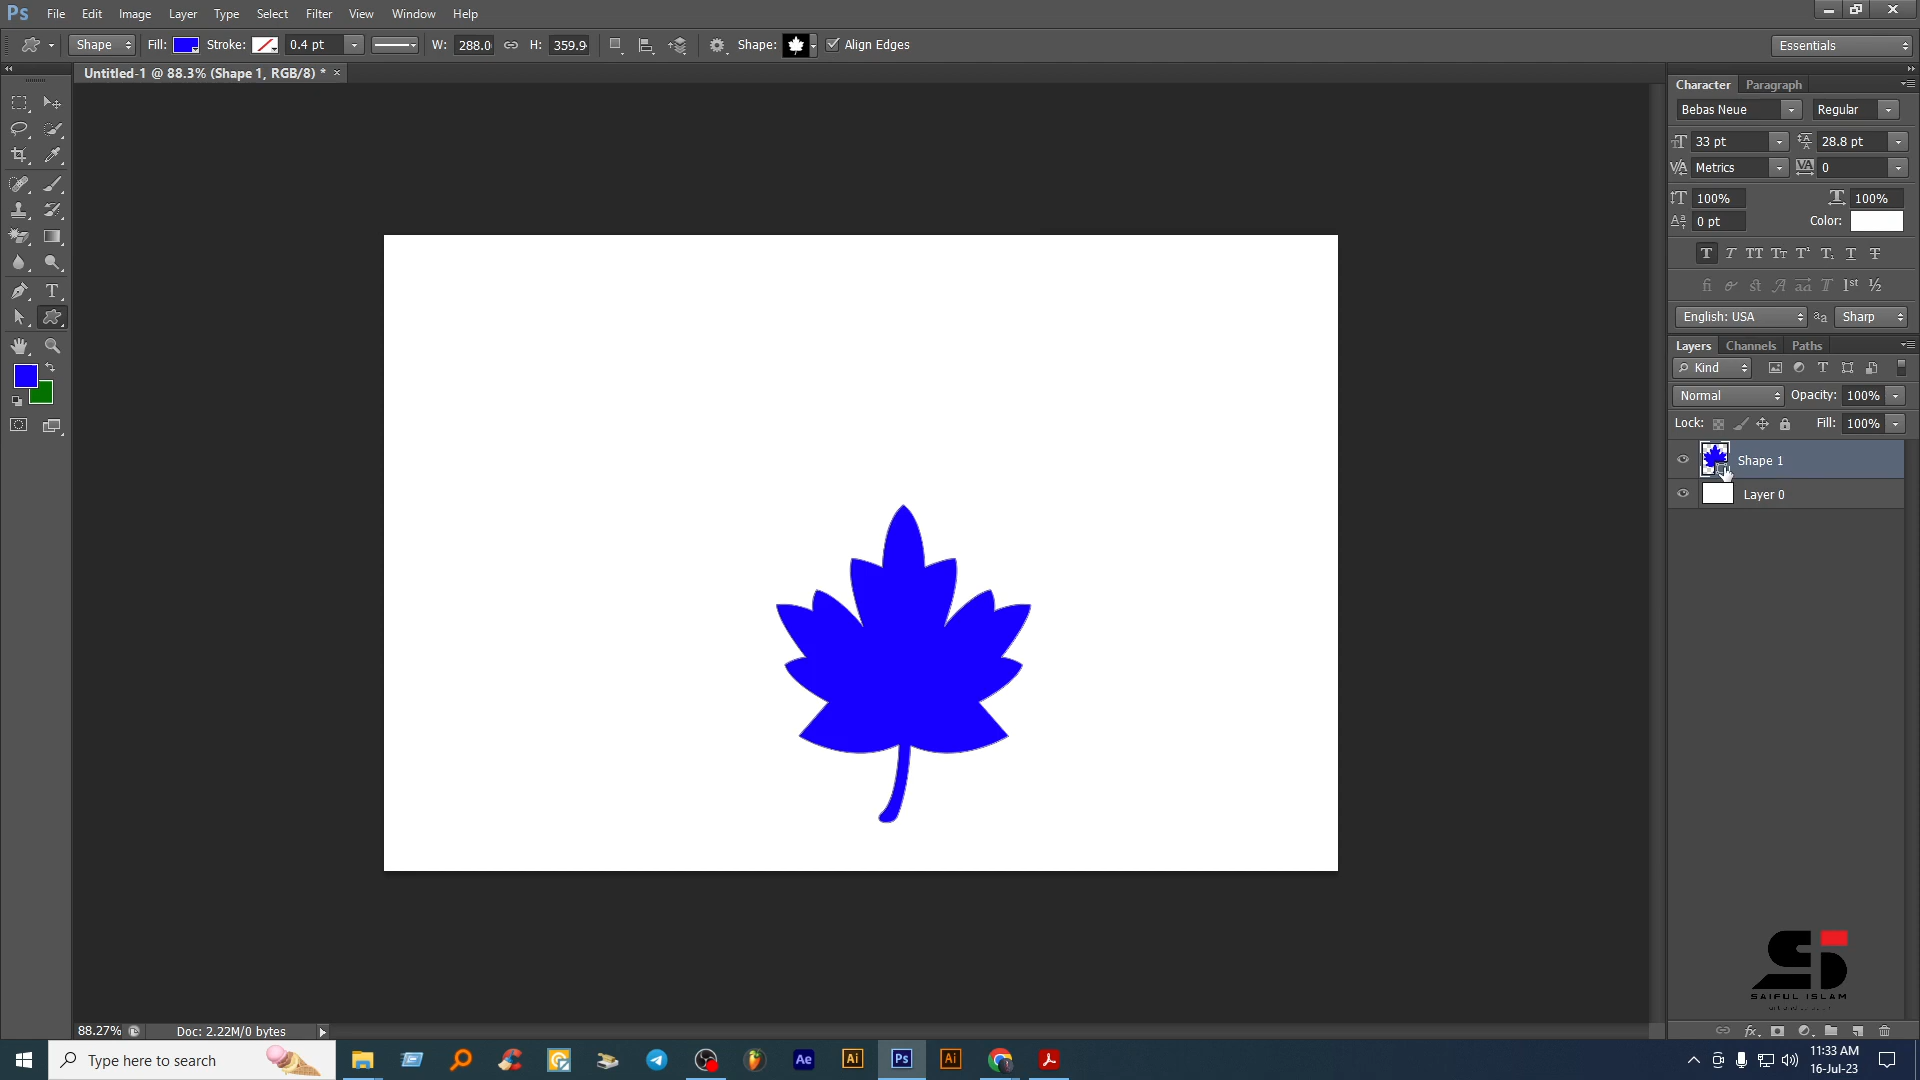 Ps File Edit Image Layer Type Select Filter View Window Help
Shape Fill: Stroke: 0.4 pt W: 288.0 H: 359.9 Shape: Align Edges Essentials
Untitled-1 @ 88.3% (Shape 1, RGB/8) * ×
Character Paragraph
Bebas Neue Regular
33 pt 28.8 pt
Metrics 0
100% 100%
0 pt Color:
English: USA Sharp
Layers Channels Paths
Kind
Normal Opacity: 100%
Lock: Fill: 100%
Shape 1
Layer 0
SAIFUL ISLAM
88.27% Doc: 2.22M/0 bytes
Type here to search
Ae Ai Ps Ai
11:33 AM
16-Jul-23